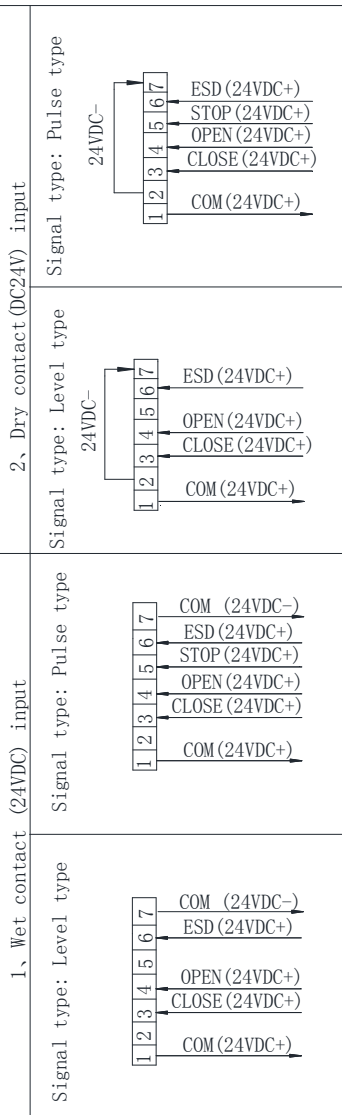 1、Wet contact (24VDC) input
Signal type: Level type
1 2 3 4 5 6 7
COM (24VDC-)
ESD(24VDC+)
OPEN(24VDC+)
CLOSE(24VDC+)
COM(24VDC+)
Signal type: Pulse type
1 2 3 4 5 6 7
COM (24VDC-)
ESD(24VDC+)
STOP(24VDC+)
OPEN(24VDC+)
CLOSE(24VDC+)
COM(24VDC+)
2、Dry contact(DC24V) input
Signal type: Level type
24VDC-
1 2 3 4 5 6 7
ESD(24VDC+)
OPEN(24VDC+)
CLOSE(24VDC+)
COM(24VDC+)
Signal type: Pulse type
24VDC-
1 2 3 4 5 6 7
ESD(24VDC+)
STOP(24VDC+)
OPEN(24VDC+)
CLOSE(24VDC+)
COM(24VDC+)